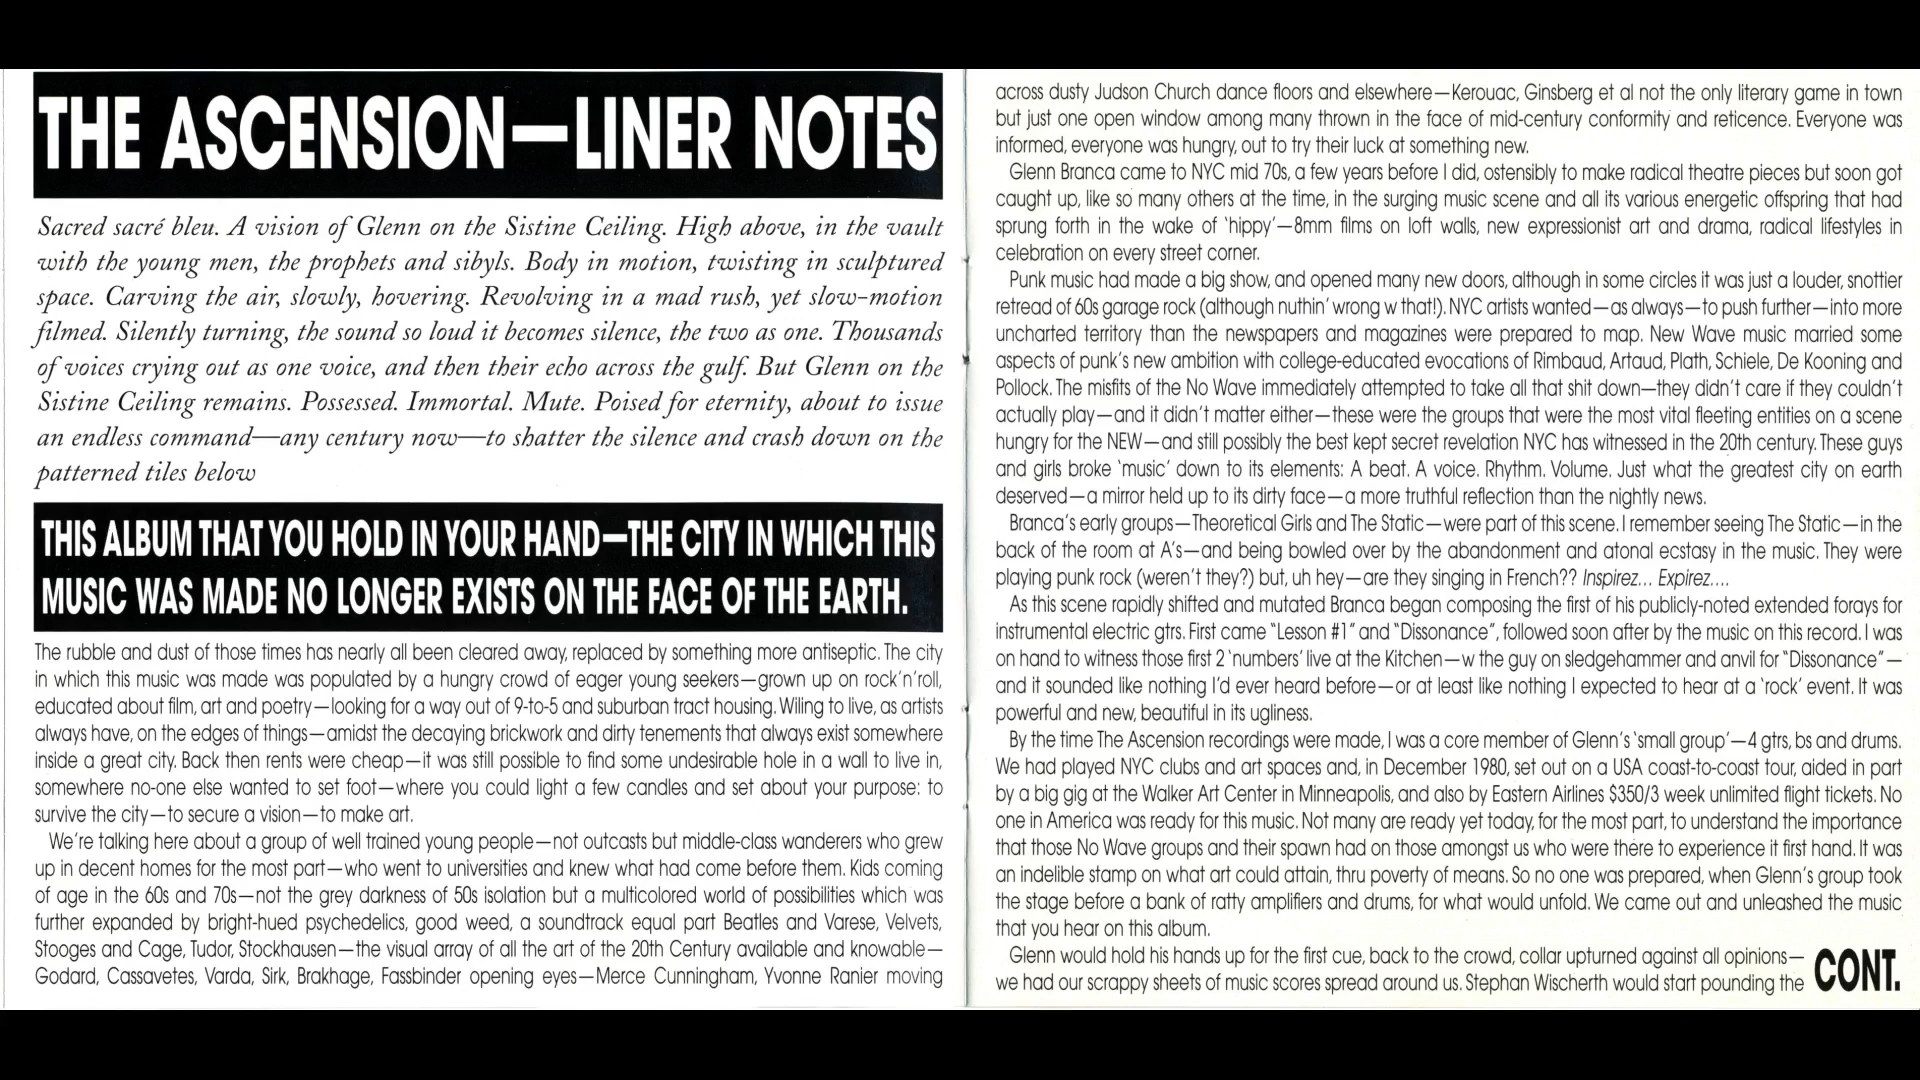 THE ASCENSION—LINER NOTES
Sacred sacré bleu. A vision of Glenn on the Sistine Ceiling. High above, in the vault
with the young men, the prophets and sibyls. Body in motion, twisting in sculptured
space. Carving the air, slowly, hovering. Revolving in a mad rush, yet slow-motion
filmed. Silently turning, the sound so loud it becomes silence, the two as one. Thousands
of voices crying out as one voice, and then their echo across the gulf. But Glenn on the
Sistine Ceiling remains. Possessed. Immortal. Mute. Poised for eternity, about to issue
an endless command—any century now—to shatter the silence and crash down on the
patterned tiles below
THIS ALBUM THAT YOU HOLD IN YOUR HAND—THE CITY IN WHICH THIS
MUSIC WAS MADE NO LONGER EXISTS ON THE FACE OF THE EARTH.
The rubble and dust of those times has nearly all been cleared away, replaced by something more antiseptic. The city
in which this music was made was populated by a hungry crowd of eager young seekers—grown up on rock'n'roll,
educated about film, art and poetry—looking for a way out of 9-to-5 and suburban tract housing. Wiling to live, as artists
always have, on the edges of things—amidst the decaying brickwork and dirty tenements that always exist somewhere
inside a great city. Back then rents were cheap—it was still possible to find some undesirable hole in a wall to live in,
somewhere no-one else wanted to set foot—where you could light a few candles and set about your purpose: to
survive the city—to secure a vision—to make art.
We're talking here about a group of well trained young people—not outcasts but middle-class wanderers who grew
up in decent homes for the most part—who went to universities and knew what had come before them. Kids coming
of age in the 60s and 70s—not the grey darkness of 50s isolation but a multicolored world of possibilities which was
further expanded by bright-hued psychedelics, good weed, a soundtrack equal part Beatles and Varese, Velvets,
Stooges and Cage, Tudor, Stockhausen—the visual array of all the art of the 20th Century available and knowable—
Godard, Cassavetes, Varda, Sirk, Brakhage, Fassbinder opening eyes—Merce Cunningham, Yvonne Ranier moving
across dusty Judson Church dance floors and elsewhere—Kerouac, Ginsberg et al not the only literary game in town
but just one open window among many thrown in the face of mid-century conformity and reticence. Everyone was
informed, everyone was hungry, out to try their luck at something new.
Glenn Branca came to NYC mid 70s, a few years before I did, ostensibly to make radical theatre pieces but soon got
caught up, like so many others at the time, in the surging music scene and all its various energetic offspring that had
sprung forth in the wake of 'hippy'—8mm films on loft walls, new expressionist art and drama, radical lifestyles in
celebration on every street corner.
Punk music had made a big show, and opened many new doors, although in some circles it was just a louder, snottier
retread of 60s garage rock (although nuthin' wrong w that!). NYC artists wanted—as always—to push further—into more
uncharted territory than the newspapers and magazines were prepared to map. New Wave music married some
aspects of punk's new ambition with college-educated evocations of Rimbaud, Artaud, Plath, Schiele, De Kooning and
Pollock. The misfits of the No Wave immediately attempted to take all that shit down—they didn't care if they couldn't
actually play—and it didn't matter either—these were the groups that were the most vital fleeting entities on a scene
hungry for the NEW—and still possibly the best kept secret revelation NYC has witnessed in the 20th century. These guys
and girls broke 'music' down to its elements: A beat. A voice. Rhythm. Volume. Just what the greatest city on earth
deserved—a mirror held up to its dirty face—a more truthful reflection than the nightly news.
Branca's early groups—Theoretical Girls and The Static—were part of this scene. I remember seeing The Static—in the
back of the room at A's—and being bowled over by the abandonment and atonal ecstasy in the music. They were
playing punk rock (weren't they?) but, uh hey—are they singing in French?? Inspirez... Expirez....
As this scene rapidly shifted and mutated Branca began composing the first of his publicly-noted extended forays for
instrumental electric gtrs. First came "Lesson #1" and "Dissonance", followed soon after by the music on this record. I was
on hand to witness those first 2 'numbers' live at the Kitchen—w the guy on sledgehammer and anvil for "Dissonance"—
and it sounded like nothing I'd ever heard before—or at least like nothing I expected to hear at a 'rock' event. It was
powerful and new, beautiful in its ugliness.
By the time The Ascension recordings were made, I was a core member of Glenn's 'small group'—4 gtrs, bs and drums.
We had played NYC clubs and art spaces and, in December 1980, set out on a USA coast-to-coast tour, aided in part
by a big gig at the Walker Art Center in Minneapolis, and also by Eastern Airlines $350/3 week unlimited flight tickets. No
one in America was ready for this music. Not many are ready yet today, for the most part, to understand the importance
that those No Wave groups and their spawn had on those amongst us who were there to experience it first hand. It was
an indelible stamp on what art could attain, thru poverty of means. So no one was prepared, when Glenn's group took
the stage before a bank of ratty amplifiers and drums, for what would unfold. We came out and unleashed the music
that you hear on this album.
Glenn would hold his hands up for the first cue, back to the crowd, collar upturned against all opinions—
we had our scrappy sheets of music scores spread around us. Stephan Wischerth would start pounding the
CONT.